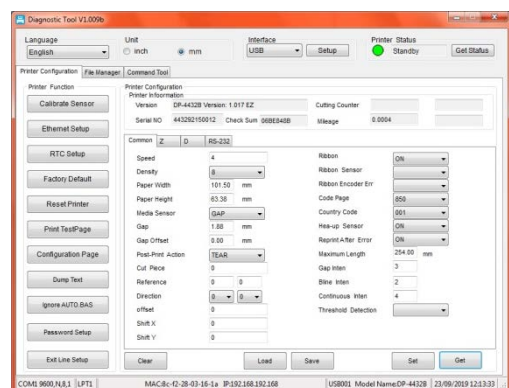 Diagnostic Tool V1.009b
Language Unit Interface Printer Status
English inch mm USB Setup Standby Get Status
Printer Configuration File Manager Command Tool
Printer Function
Calibrate Sensor
Ethernet Setup
RTC Setup
Factory Default
Reset Printer
Print TestPage
Configuration Page
Dump Text
Ignore AUTO.BAS
Password Setup
Exit Line Setup
Printer Configuration
Printer Infoormation
Version DP-4432B Version: 1.017 EZ Cutting Counter
Serial NO 443292150012 Check Sum 06BE848B Mileage 0.0004
Common Z D RS-232
Speed 4
Density 8
Paper Width 101.50 mm
Paper Height 63.38 mm
Media Sensor GAP
Gap 1.88 mm
Gap Offset 0.00 mm
Post-Print Action TEAR
Cut Piece 0
Reference 0 0
Direction 0 0
offset 0
Shift X 0
Shift Y 0
Ribbon ON
Ribbon Sensor
Ribbon Encoder Err
Code Page 850
Country Code 001
Hea-up Sensor ON
Reprint After Error ON
Maximum Length 254.00 mm
Gap Inten 3
Bline Inten 2
Continuous Inten 4
Threshold Detection
Clear Load Save Set Get
COM1 9600,N,8,1 LPT1 MAC:8c-f2-28-03-16-1a IP:192.168.192.168 USB001 Model Name:DP-4432B 23/09/2019 12:13:33